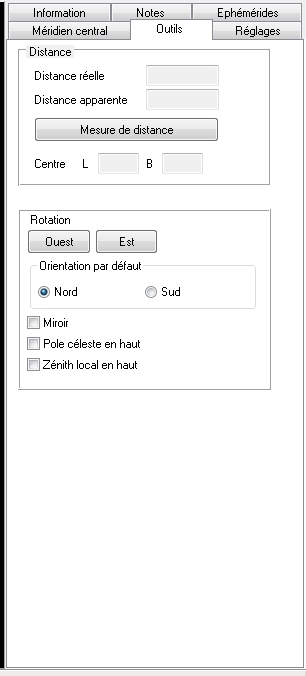 Information Notes Ephémérides
Méridien central Outils Réglages
Distance
Distance réelle
Distance apparente
Mesure de distance
Centre L B
Rotation
Ouest Est
Orientation par défaut
Nord Sud
Miroir
Pole céleste en haut
Zénith local en haut